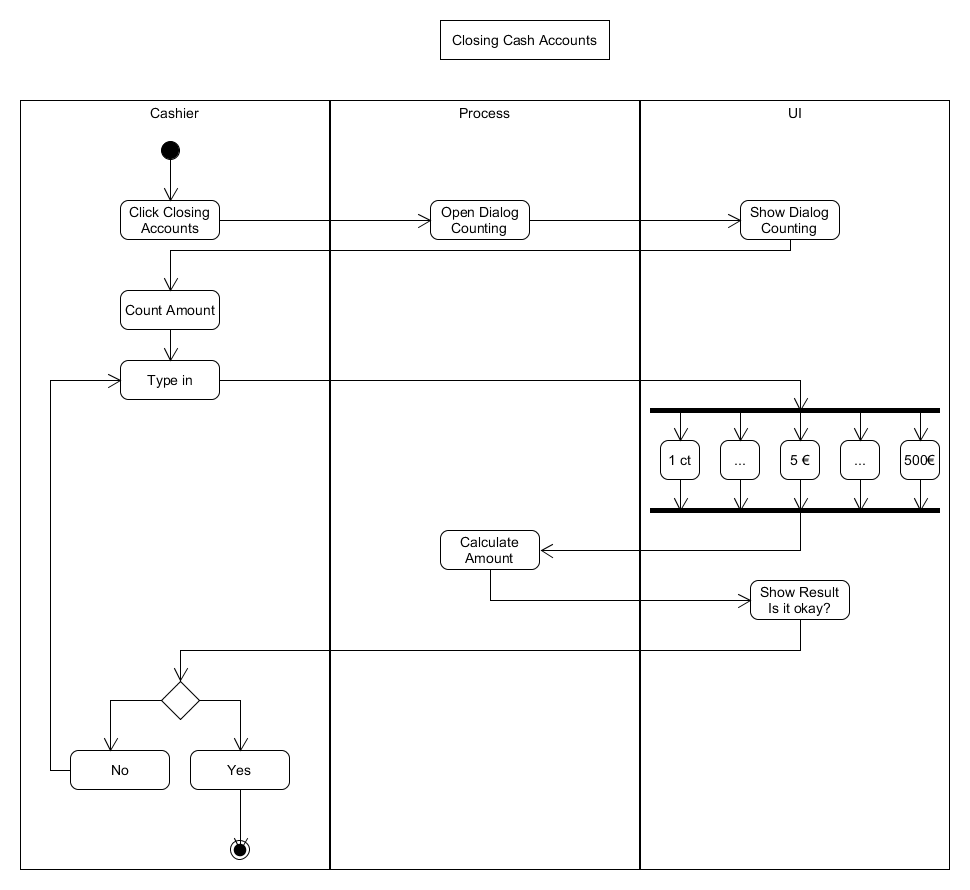 Closing Cash Accounts
Cashier
Process
UI
Click Closing
Accounts
Open Dialog
Counting
Show Dialog
Counting
Count Amount
Type in
1 ct
...
5 €
...
500€
Calculate
Amount
Show Result
Is it okay?
No
Yes